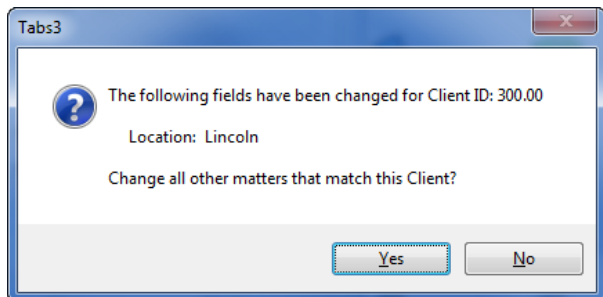 Tabs3
The following fields have been changed for Client ID: 300.00
Location: Lincoln
Change all other matters that match this Client?
Yes
No